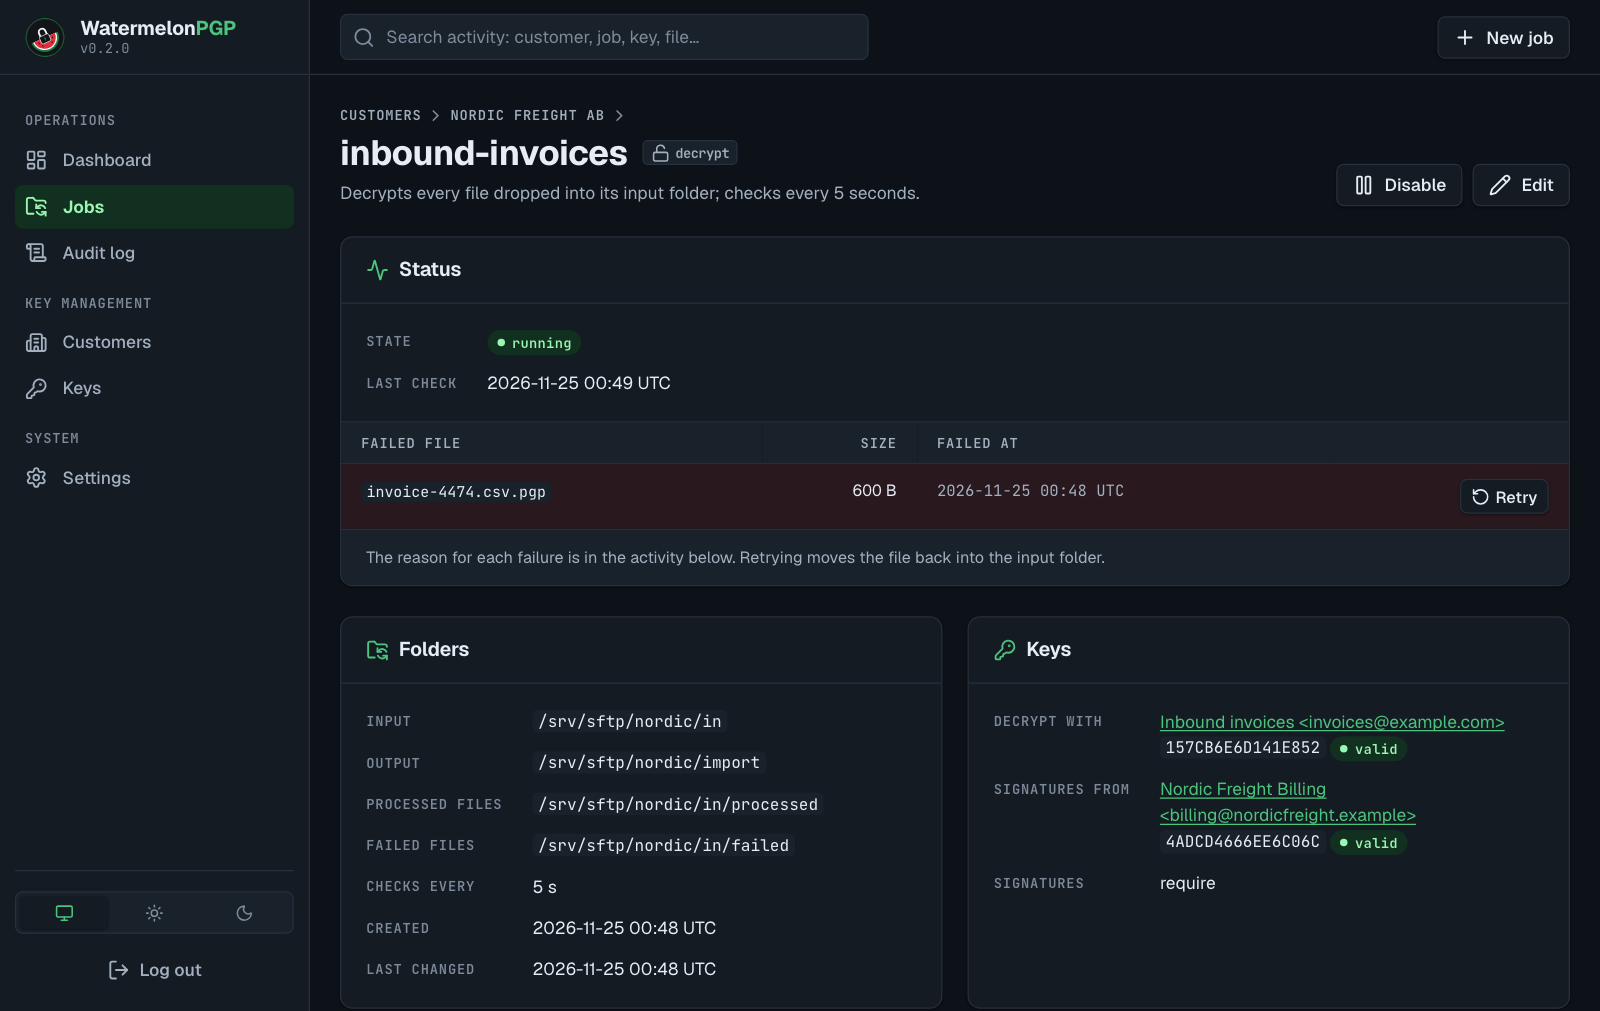 WatermelonPGP
v0.2.0
Search activity: customer, job, key, file...
New job
OPERATIONS
Dashboard
Jobs
Audit log
KEY MANAGEMENT
Customers
Keys
SYSTEM
Settings
Log out
CUSTOMERS > NORDIC FREIGHT AB >
inbound-invoices
decrypt
Decrypts every file dropped into its input folder; checks every 5 seconds.
Disable
Edit
Status
STATE running
LAST CHECK 2026-11-25 00:49 UTC
FAILED FILE SIZE FAILED AT
invoice-4474.csv.pgp 600 B 2026-11-25 00:48 UTC Retry
The reason for each failure is in the activity below. Retrying moves the file back into the input folder.
Folders
INPUT /srv/sftp/nordic/in
OUTPUT /srv/sftp/nordic/import
PROCESSED FILES /srv/sftp/nordic/in/processed
FAILED FILES /srv/sftp/nordic/in/failed
CHECKS EVERY 5 s
CREATED 2026-11-25 00:48 UTC
LAST CHANGED 2026-11-25 00:48 UTC
Keys
DECRYPT WITH Inbound invoices <invoices@example.com>
157CB6E6D141E852 valid
SIGNATURES FROM Nordic Freight Billing
<billing@nordicfreight.example>
4ADCD4666EE6C06C valid
SIGNATURES require